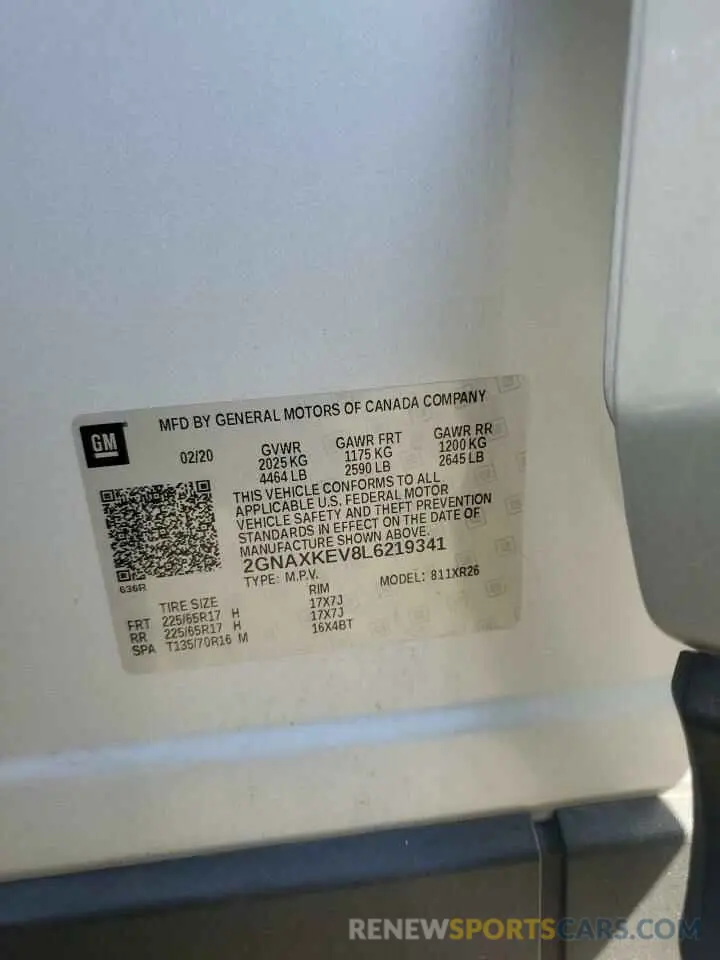 MFD BY GENERAL MOTORS OF CANADA COMPANY
GM
02/20 GVWR GAWR FRT GAWR RR
2025 KG 1175 KG 1200 KG
4464 LB 2590 LB 2645 LB
THIS VEHICLE CONFORMS TO ALL
APPLICABLE U.S. FEDERAL MOTOR
VEHICLE SAFETY AND THEFT PREVENTION
STANDARDS IN EFFECT ON THE DATE OF
MANUFACTURE SHOWN ABOVE.
2GNAXKEV8L6219341
636R
TYPE: M.P.V. MODEL: 811XR26
TIRE SIZE RIM
FRT 225/65R17 H 17X7J
RR 225/65R17 H 17X7J
SPA T135/70R16 M 16X4BT
RENEWSPORTSCARS.COM